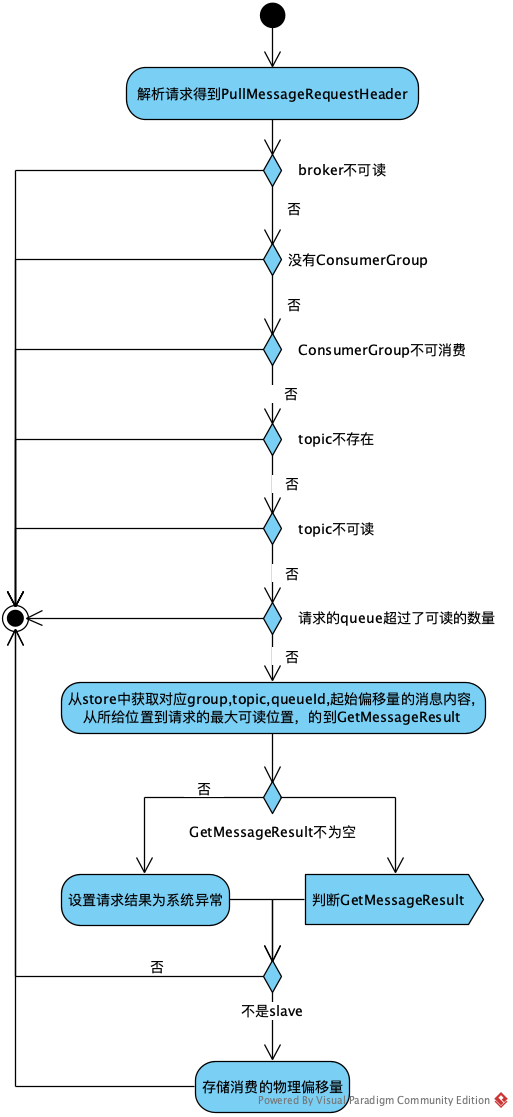 解析请求得到PullMessageRequestHeader
broker不可读
否
没有ConsumerGroup
否
ConsumerGroup不可消费
否
topic不存在
否
topic不可读
否
请求的queue超过了可读的数量
否
从store中获取对应group,topic,queueId,起始偏移量的消息内容,
从所给位置到请求的最大可读位置，的到GetMessageResult
否
GetMessageResult不为空
设置请求结果为系统异常
判断GetMessageResult
否
不是slave
存储消费的物理偏移量
Powered By Visual Paradigm Community Edition